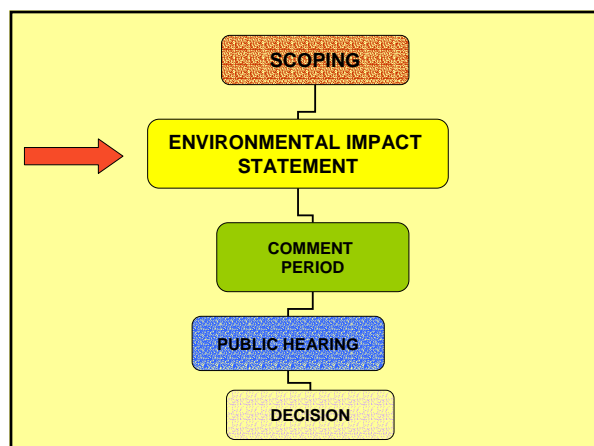 SCOPING
ENVIRONMENTAL IMPACT
STATEMENT
COMMENT
PERIOD
PUBLIC HEARING
DECISION